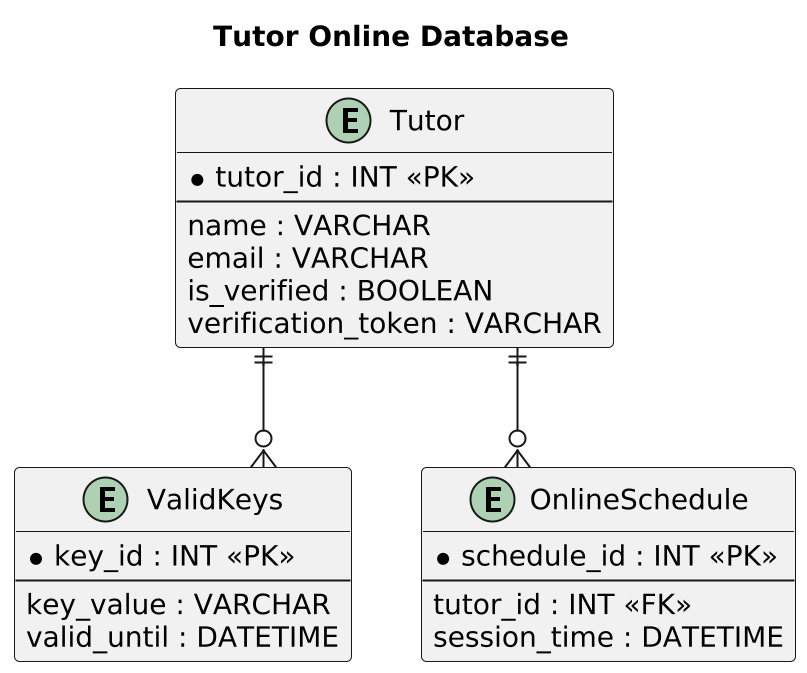 Tutor Online Database
E Tutor
• tutor_id : INT «PK»
name : VARCHAR
email : VARCHAR
is_verified : BOOLEAN
verification_token : VARCHAR
E ValidKeys
• key_id : INT «PK»
key_value : VARCHAR
valid_until : DATETIME
E OnlineSchedule
• schedule_id : INT «PK»
tutor_id : INT «FK»
session_time : DATETIME